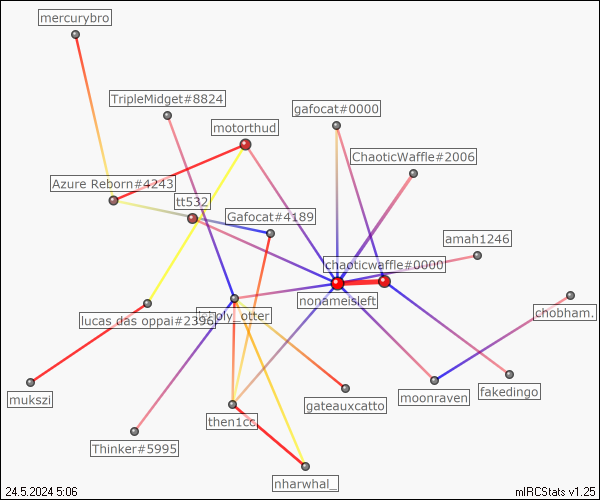 mercurybro
TripleMidget#8824
gafocat#0000
motorthud
ChaoticWaffle#2006
Azure Reborn#4243
tt532
Gafocat#4189
amah1246
chaoticwaffle#0000
nonameisleft
chobham.
lucas das oppai#2396
holy_otter
mukszi
gateauxcatto
moonraven
fakedingo
then1cc
Thinker#5995
nharwhal_
24.5.2024 5:06
mIRCStats v1.25